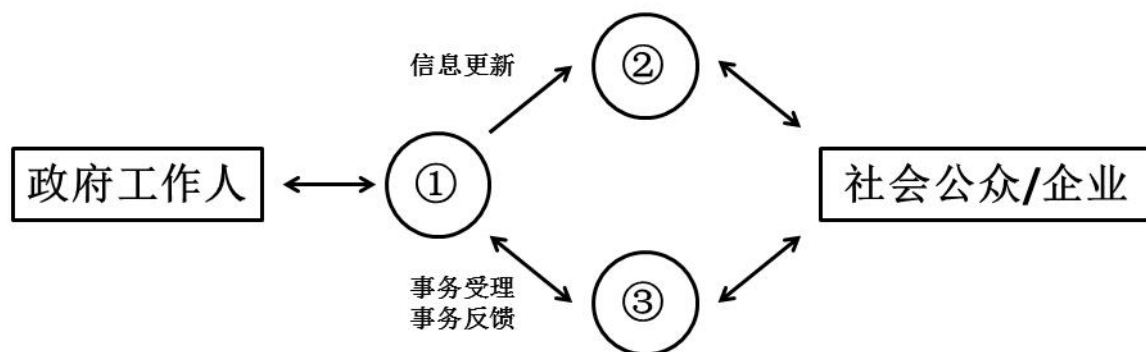 信息更新
②
政府工作人
①
社会公众/企业
事务受理
事务反馈
③